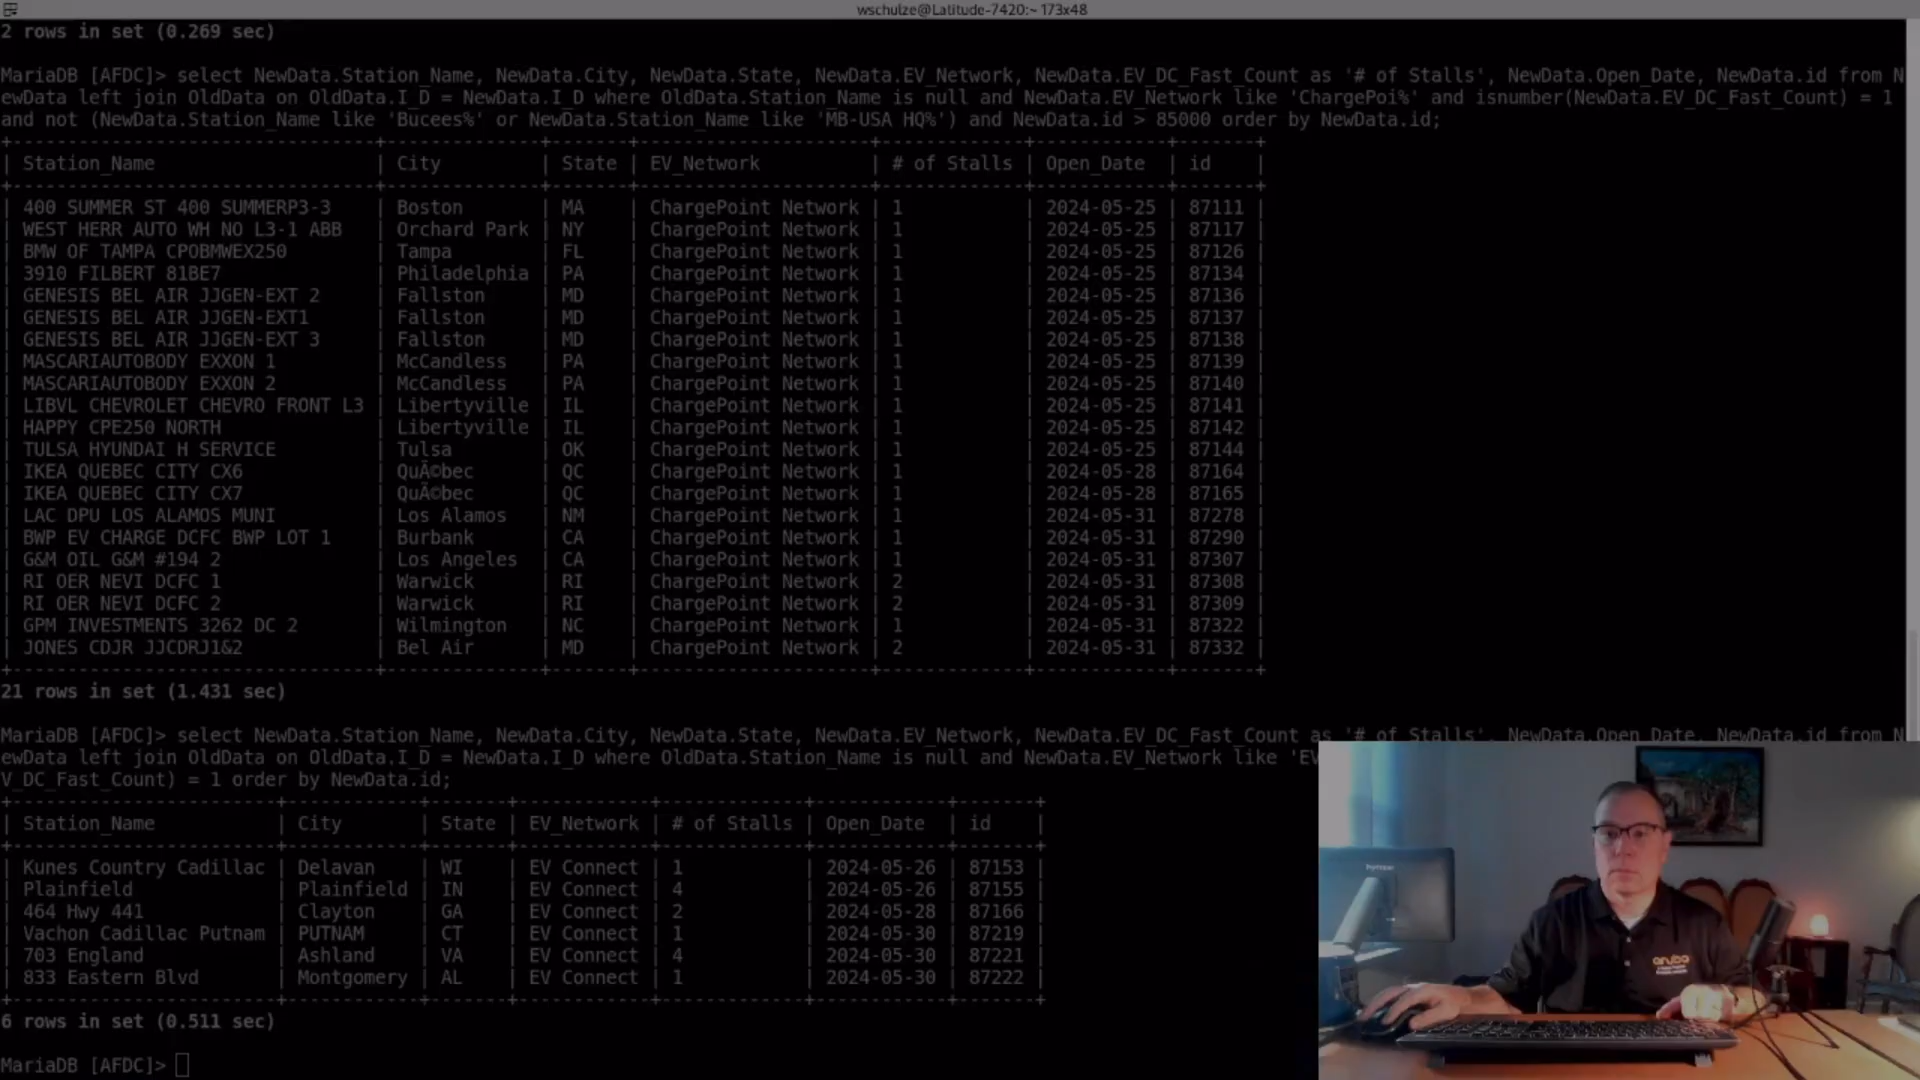 wschulze@Latitude-7420:~ 173x48
2 rows in set (0.269 sec)
MariaDB [AFDC]> select NewData.Station_Name, NewData.City, NewData.State, NewData.EV_Network, NewData.EV_DC_Fast_Count as '# of Stalls', NewData.Open_Date, NewData.id from N
ewData left join OldData on OldData.I_D = NewData.I_D where OldData.Station_Name is null and NewData.EV_Network like 'ChargePoi%' and isnumber(NewData.EV_DC_Fast_Count) = 1
and not (NewData.Station_Name like 'Bucees%' or NewData.Station_Name like 'MB-USA HQ%') and NewData.id > 85000 order by NewData.id;
| Station_Name | City | State | EV_Network | # of Stalls | Open_Date | id |
| 400 SUMMER ST 400 SUMMERP3-3 | Boston | MA | ChargePoint Network | 1 | 2024-05-25 | 87111 |
| WEST HERR AUTO WH NO L3-1 ABB | Orchard Park | NY | ChargePoint Network | 1 | 2024-05-25 | 87117 |
| BMW OF TAMPA CPOBMWEX250 | Tampa | FL | ChargePoint Network | 1 | 2024-05-25 | 87126 |
| 3910 FILBERT 81BE7 | Philadelphia | PA | ChargePoint Network | 1 | 2024-05-25 | 87134 |
| GENESIS BEL AIR JJGEN-EXT 2 | Fallston | MD | ChargePoint Network | 1 | 2024-05-25 | 87136 |
| GENESIS BEL AIR JJGEN-EXT1 | Fallston | MD | ChargePoint Network | 1 | 2024-05-25 | 87137 |
| GENESIS BEL AIR JJGEN-EXT 3 | Fallston | MD | ChargePoint Network | 1 | 2024-05-25 | 87138 |
| MASCARIAUTOBODY EXXON 1 | McCandless | PA | ChargePoint Network | 1 | 2024-05-25 | 87139 |
| MASCARIAUTOBODY EXXON 2 | McCandless | PA | ChargePoint Network | 1 | 2024-05-25 | 87140 |
| LIBVL CHEVROLET CHEVRO FRONT L3 | Libertyville | IL | ChargePoint Network | 1 | 2024-05-25 | 87141 |
| HAPPY CPE250 NORTH | Libertyville | IL | ChargePoint Network | 1 | 2024-05-25 | 87142 |
| TULSA HYUNDAI H SERVICE | Tulsa | OK | ChargePoint Network | 1 | 2024-05-25 | 87144 |
| IKEA QUEBEC CITY CX6 | QuÃ©bec | QC | ChargePoint Network | 1 | 2024-05-28 | 87164 |
| IKEA QUEBEC CITY CX7 | QuÃ©bec | QC | ChargePoint Network | 1 | 2024-05-28 | 87165 |
| LAC DPU LOS ALAMOS MUNI | Los Alamos | NM | ChargePoint Network | 1 | 2024-05-31 | 87278 |
| BWP EV CHARGE DCFC BWP LOT 1 | Burbank | CA | ChargePoint Network | 1 | 2024-05-31 | 87290 |
| G&M OIL G&M #194 2 | Los Angeles | CA | ChargePoint Network | 1 | 2024-05-31 | 87307 |
| RI OER NEVI DCFC 1 | Warwick | RI | ChargePoint Network | 2 | 2024-05-31 | 87308 |
| RI OER NEVI DCFC 2 | Warwick | RI | ChargePoint Network | 2 | 2024-05-31 | 87309 |
| GPM INVESTMENTS 3262 DC 2 | Wilmington | NC | ChargePoint Network | 1 | 2024-05-31 | 87322 |
| JONES CDJR JJCDRJ1&2 | Bel Air | MD | ChargePoint Network | 2 | 2024-05-31 | 87332 |
21 rows in set (1.431 sec)
MariaDB [AFDC]> select NewData.Station_Name, NewData.City, NewData.State, NewData.EV_Network, NewData.EV_DC_Fast_Count as '# of Stalls', NewData.Open_Date, NewData.id from N
ewData left join OldData on OldData.I_D = NewData.I_D where OldData.Station_Name is null and NewData.EV_Network like 'EV
V_DC_Fast_Count) = 1 order by NewData.id;
| Station_Name | City | State | EV_Network | # of Stalls | Open_Date | id |
| Kunes Country Cadillac | Delavan | WI | EV Connect | 1 | 2024-05-26 | 87153 |
| Plainfield | Plainfield | IN | EV Connect | 4 | 2024-05-26 | 87155 |
| 464 Hwy 441 | Clayton | GA | EV Connect | 2 | 2024-05-28 | 87166 |
| Vachon Cadillac Putnam | PUTNAM | CT | EV Connect | 1 | 2024-05-30 | 87219 |
| 703 England | Ashland | VA | EV Connect | 4 | 2024-05-30 | 87221 |
| 833 Eastern Blvd | Montgomery | AL | EV Connect | 1 | 2024-05-30 | 87222 |
6 rows in set (0.511 sec)
MariaDB [AFDC]>
aruba